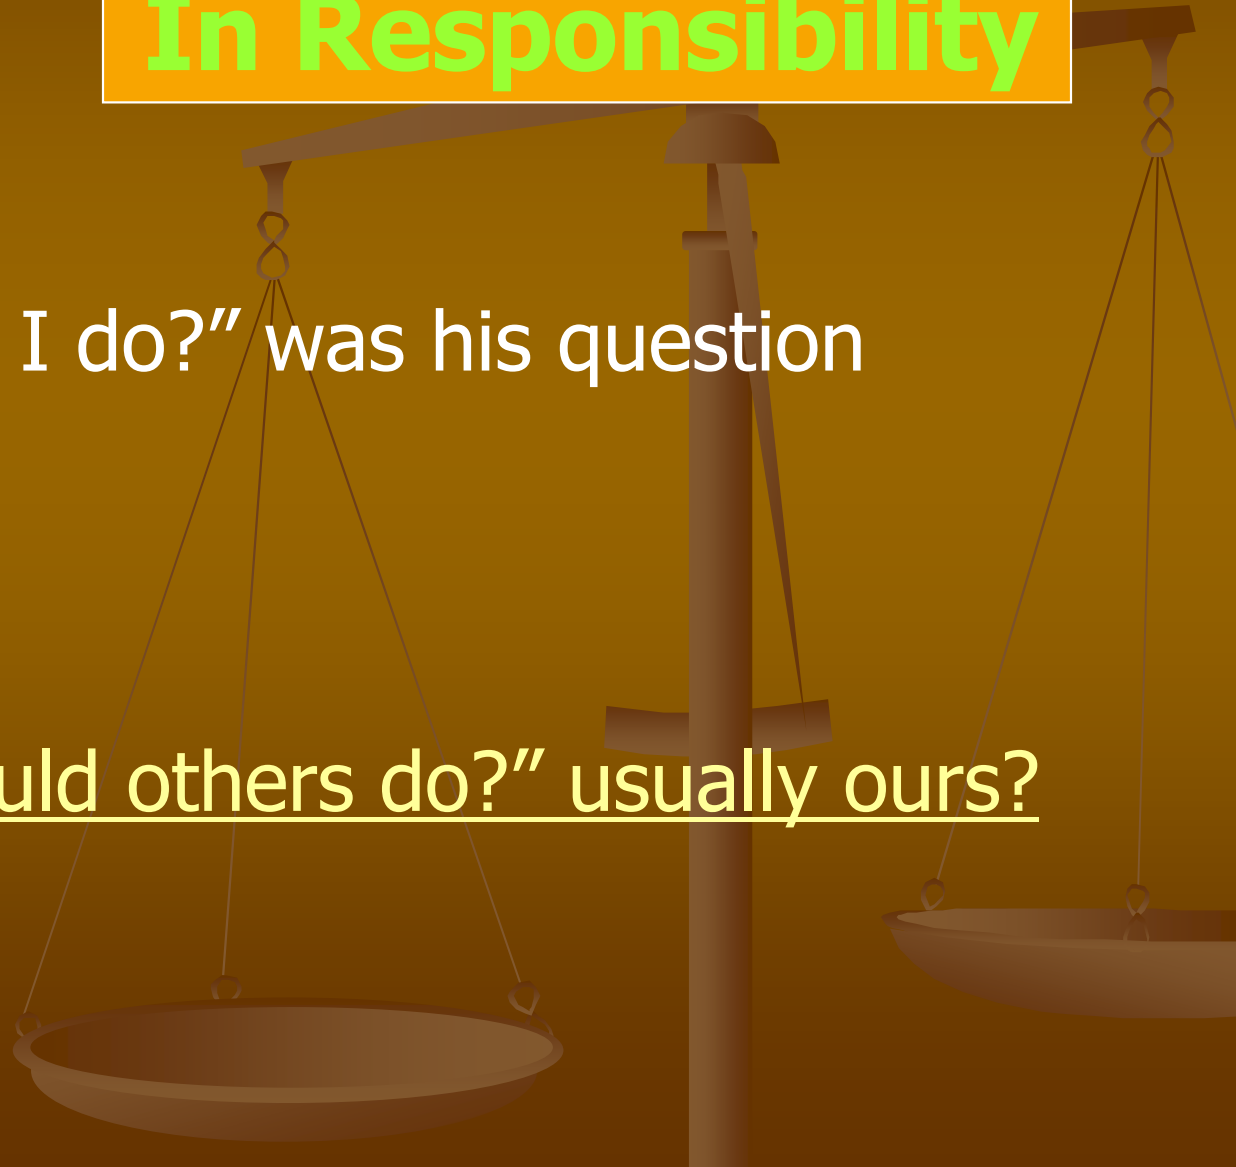 In Responsibility
I do?” was his question
uld others do?” usually ours?